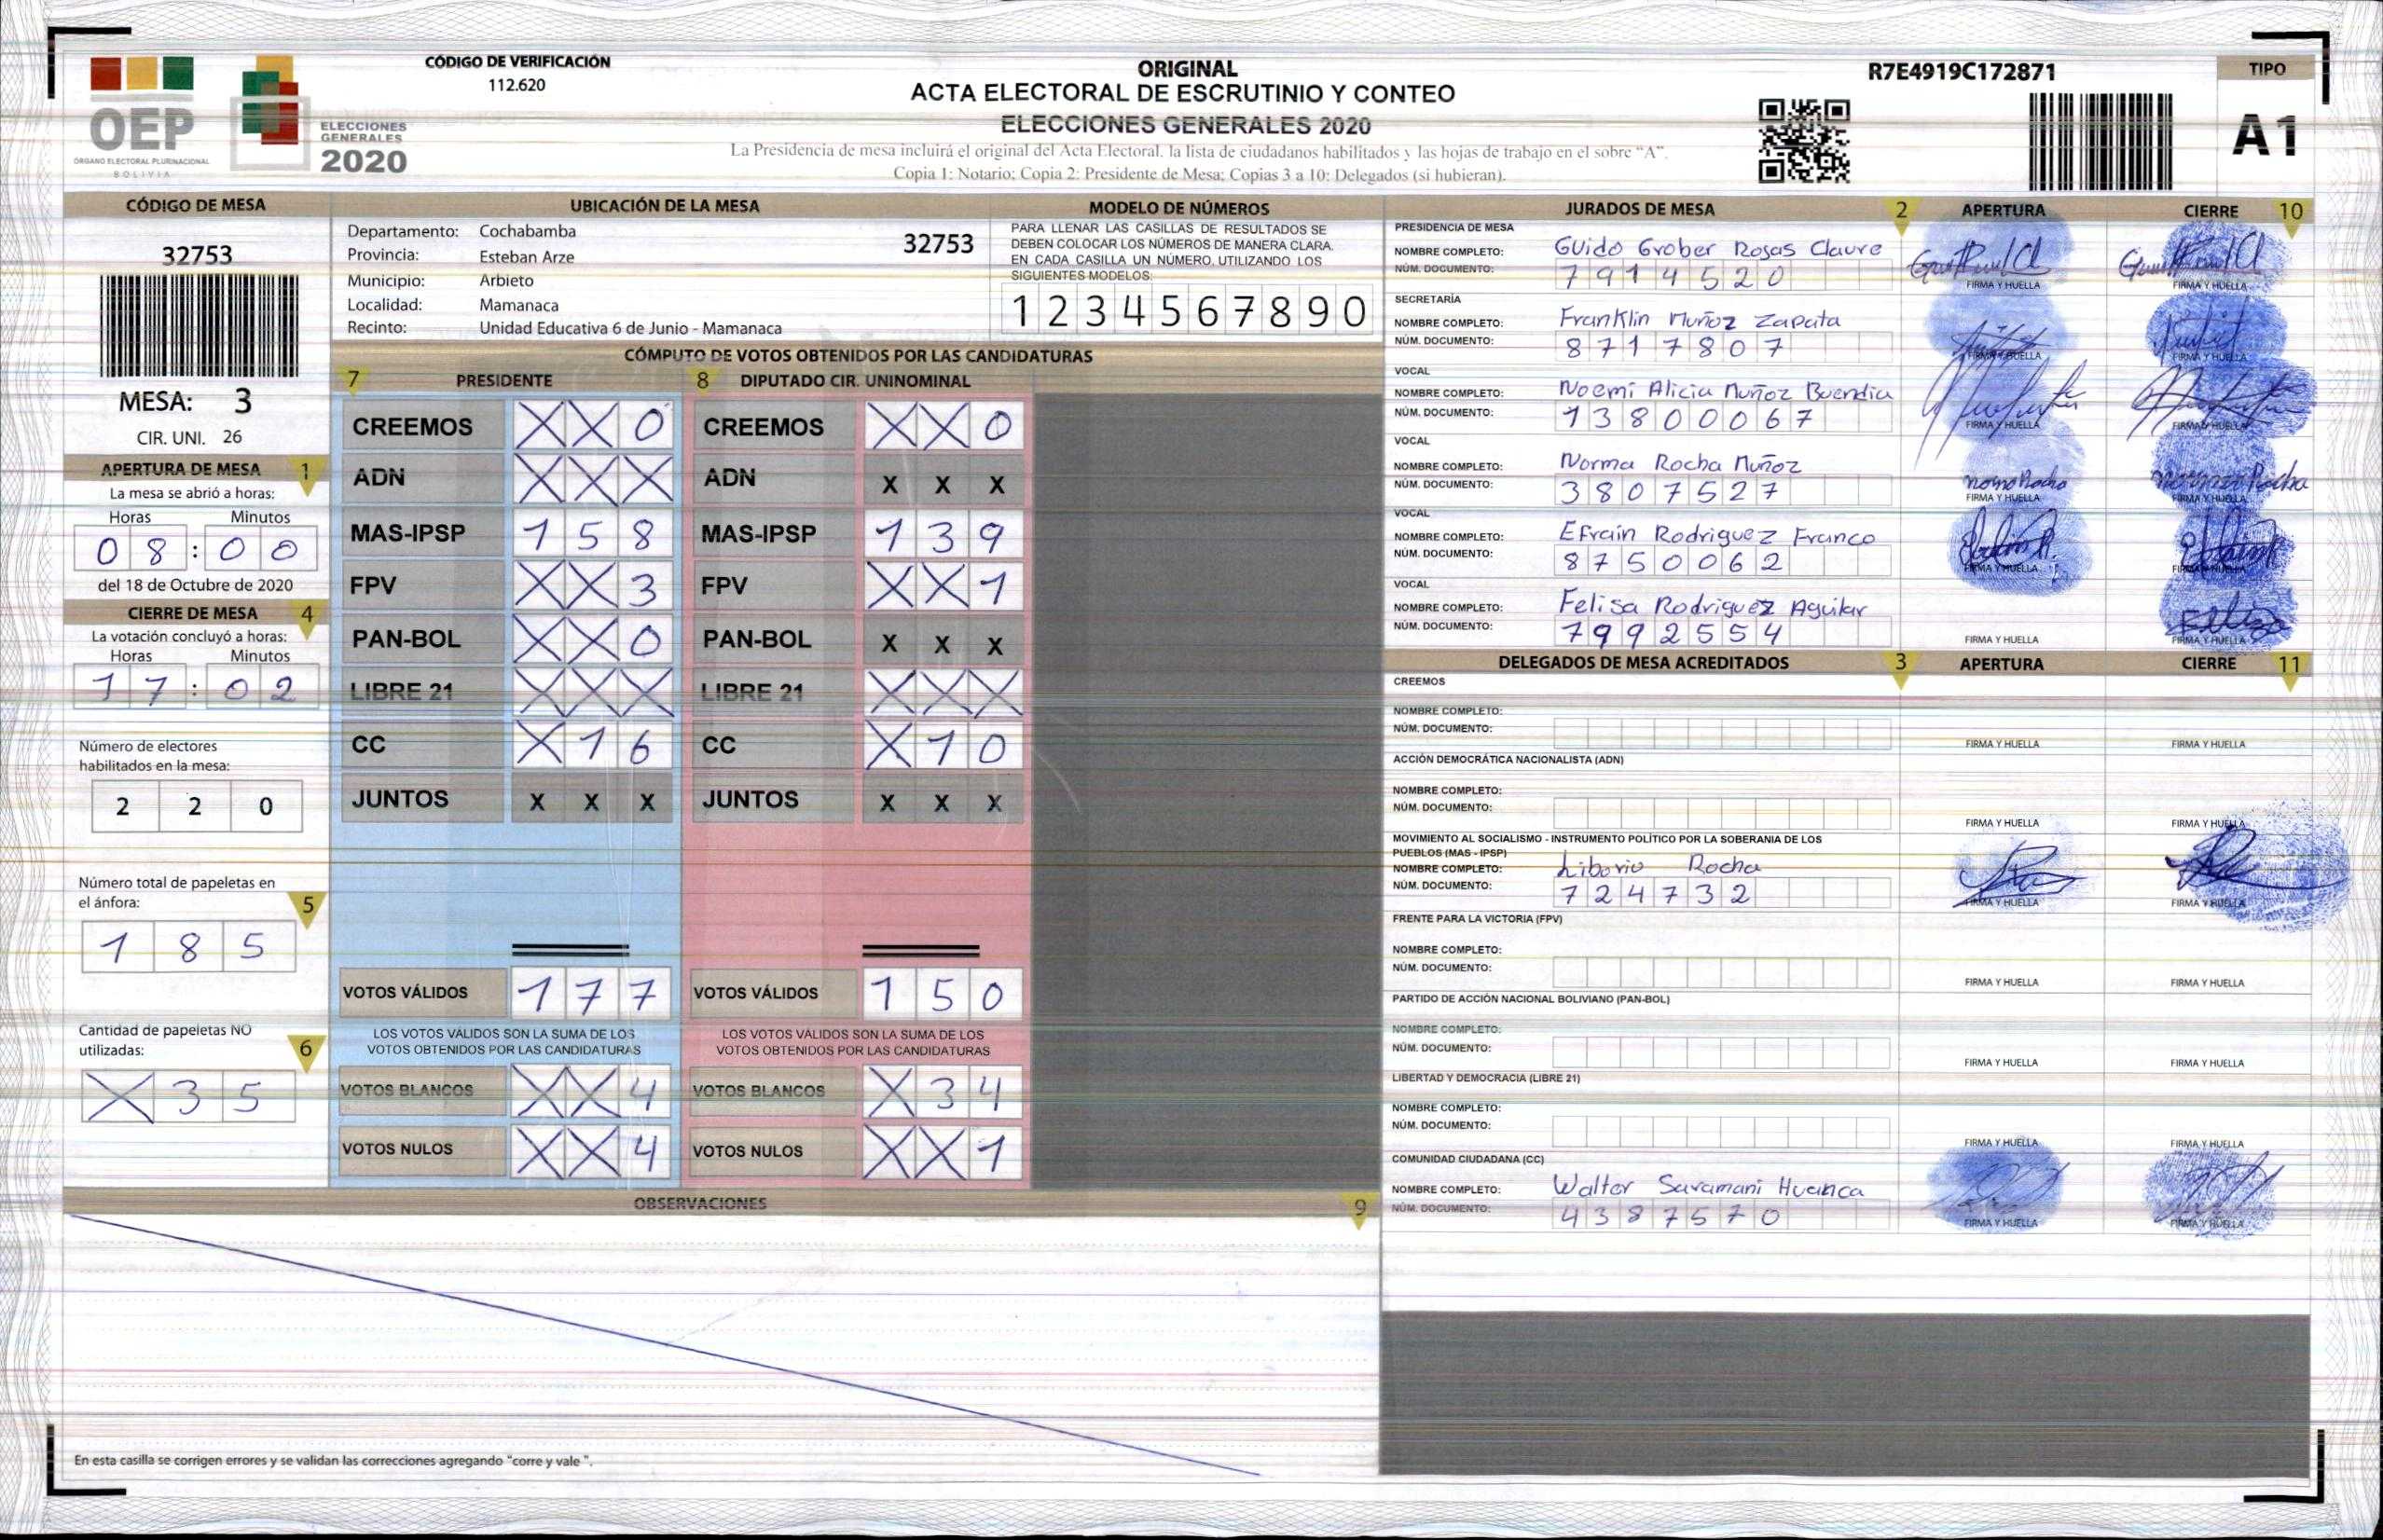 CÓDIGO DE VERIFICACIÓN
112.620
OEP
ÓRGANO ELECTORAL PLURINACIONAL
BOLIVIA
ELECCIONES
GENERALES
2020
ORIGINAL
ACTA ELECTORAL DE ESCRUTINIO Y CONTEO
ELECCIONES GENERALES 2020
La Presidencia de mesa incluirá el original del Acta Electoral, la lista de ciudadanos habilitados y las hojas de trabajo en el sobre “A”.
Copia 1: Notario; Copia 2: Presidente de Mesa; Copias 3 a 10: Delegados (si hubieran).
R7E4919C172871
TIPO
A1
CÓDIGO DE MESA
32753
MESA: 3
CIR. UNI. 26
APERTURA DE MESA 1
La mesa se abrió a horas:
Horas Minutos
08:00
del 18 de Octubre de 2020
CIERRE DE MESA 4
La votación concluyó a horas:
Horas Minutos
17:02
Número de electores
habilitados en la mesa:
2 2 0
Número total de papeletas en
el ánfora: 5
1 8 5
Cantidad de papeletas NO
utilizadas: 6
X 3 5
UBICACIÓN DE LA MESA
Departamento: Cochabamba
32753
Provincia: Esteban Arze
Municipio: Arbieto
Localidad: Mamanaca
Recinto: Unidad Educativa 6 de Junio - Mamanaca
MODELO DE NÚMEROS
PARA LLENAR LAS CASILLAS DE RESULTADOS SE
DEBEN COLOCAR LOS NÚMEROS DE MANERA CLARA.
EN CADA CASILLA UN NÚMERO, UTILIZANDO LOS
SIGUIENTES MODELOS:
1 2 3 4 5 6 7 8 9 0
CÓMPUTO DE VOTOS OBTENIDOS POR LAS CANDIDATURAS
7 PRESIDENTE 8 DIPUTADO CIR. UNINOMINAL
CREEMOS X X 0 CREEMOS X X 0
ADN X X X ADN X X X
MAS-IPSP 1 5 8 MAS-IPSP 1 3 9
FPV X X 3 FPV X X 1
PAN-BOL X X 0 PAN-BOL X X X
LIBRE 21 X X X LIBRE 21 X X X
CC X 1 6 CC X 1 0
JUNTOS X X X JUNTOS X X X
VOTOS VÁLIDOS 1 7 7 VOTOS VÁLIDOS 1 5 0
LOS VOTOS VÁLIDOS SON LA SUMA DE LOS LOS VOTOS VÁLIDOS SON LA SUMA DE LOS
VOTOS OBTENIDOS POR LAS CANDIDATURAS VOTOS OBTENIDOS POR LAS CANDIDATURAS
VOTOS BLANCOS X X 4 VOTOS BLANCOS X 3 4
VOTOS NULOS X X 4 VOTOS NULOS X X 1
OBSERVACIONES 9
En esta casilla se corrigen errores y se validan las correcciones agregando "corre y vale ".
JURADOS DE MESA 2 APERTURA CIERRE 10
PRESIDENCIA DE MESA
NOMBRE COMPLETO: Guido Grober Rosas Claure
NÚM. DOCUMENTO: 7914520
FIRMA Y HUELLA FIRMA Y HUELLA
SECRETARÍA
NOMBRE COMPLETO: Franklin Muñoz Zapata
NÚM. DOCUMENTO: 8717807
FIRMA Y HUELLA FIRMA Y HUELLA
VOCAL
NOMBRE COMPLETO: Noemi Alicia Muñoz Buendia
NÚM. DOCUMENTO: 13800067
FIRMA Y HUELLA FIRMA Y HUELLA
VOCAL
NOMBRE COMPLETO: Norma Rocha Muñoz
NÚM. DOCUMENTO: 3807527
Norma Rocha Norma Rocha
FIRMA Y HUELLA FIRMA Y HUELLA
VOCAL
NOMBRE COMPLETO: Efraín Rodriguez Franco
NÚM. DOCUMENTO: 8750062
FIRMA Y HUELLA FIRMA Y HUELLA
VOCAL
NOMBRE COMPLETO: Felisa Rodriguez Aguilar
NÚM. DOCUMENTO: 7992554
FIRMA Y HUELLA FIRMA Y HUELLA
DELEGADOS DE MESA ACREDITADOS 3 APERTURA CIERRE 11
CREEMOS
NOMBRE COMPLETO:
NÚM. DOCUMENTO:
FIRMA Y HUELLA FIRMA Y HUELLA
ACCIÓN DEMOCRÁTICA NACIONALISTA (ADN)
NOMBRE COMPLETO:
NÚM. DOCUMENTO:
FIRMA Y HUELLA FIRMA Y HUELLA
MOVIMIENTO AL SOCIALISMO - INSTRUMENTO POLÍTICO POR LA SOBERANIA DE LOS
PUEBLOS (MAS - IPSP)
NOMBRE COMPLETO: Liborio Rocha
NÚM. DOCUMENTO: 724732
FIRMA Y HUELLA FIRMA Y HUELLA
FRENTE PARA LA VICTORIA (FPV)
NOMBRE COMPLETO:
NÚM. DOCUMENTO:
FIRMA Y HUELLA FIRMA Y HUELLA
PARTIDO DE ACCIÓN NACIONAL BOLIVIANO (PAN-BOL)
NOMBRE COMPLETO:
NÚM. DOCUMENTO:
FIRMA Y HUELLA FIRMA Y HUELLA
LIBERTAD Y DEMOCRACIA (LIBRE 21)
NOMBRE COMPLETO:
NÚM. DOCUMENTO:
FIRMA Y HUELLA FIRMA Y HUELLA
COMUNIDAD CIUDADANA (CC)
NOMBRE COMPLETO: Walter Saramani Huanca
NÚM. DOCUMENTO: 4387570
FIRMA Y HUELLA FIRMA Y HUELLA